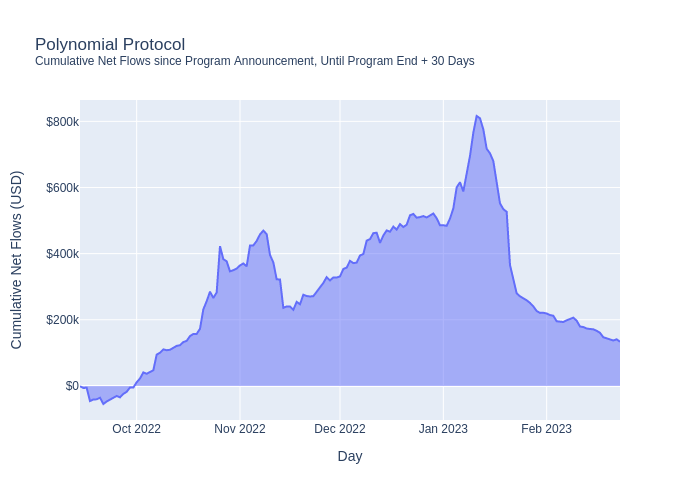 Polynomial Protocol
Cumulative Net Flows since Program Announcement, Until Program End + 30 Days
Cumulative Net Flows (USD)
$800k
$600k
$400k
$200k
$0
Oct 2022
Nov 2022
Dec 2022
Jan 2023
Feb 2023
Day